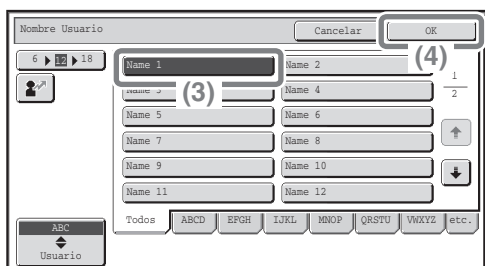 Nombre Usuario Cancelar OK
(4)
6 12 18
Name 1 Name 2
(3)
Name 3 Name 4
1
2
Name 5 Name 6
Name 7 Name 8
Name 9 Name 10
Name 11 Name 12
Todos ABCD EFGH IJKL MNOP QRSTU VWXYZ etc.
ABC
Usuario